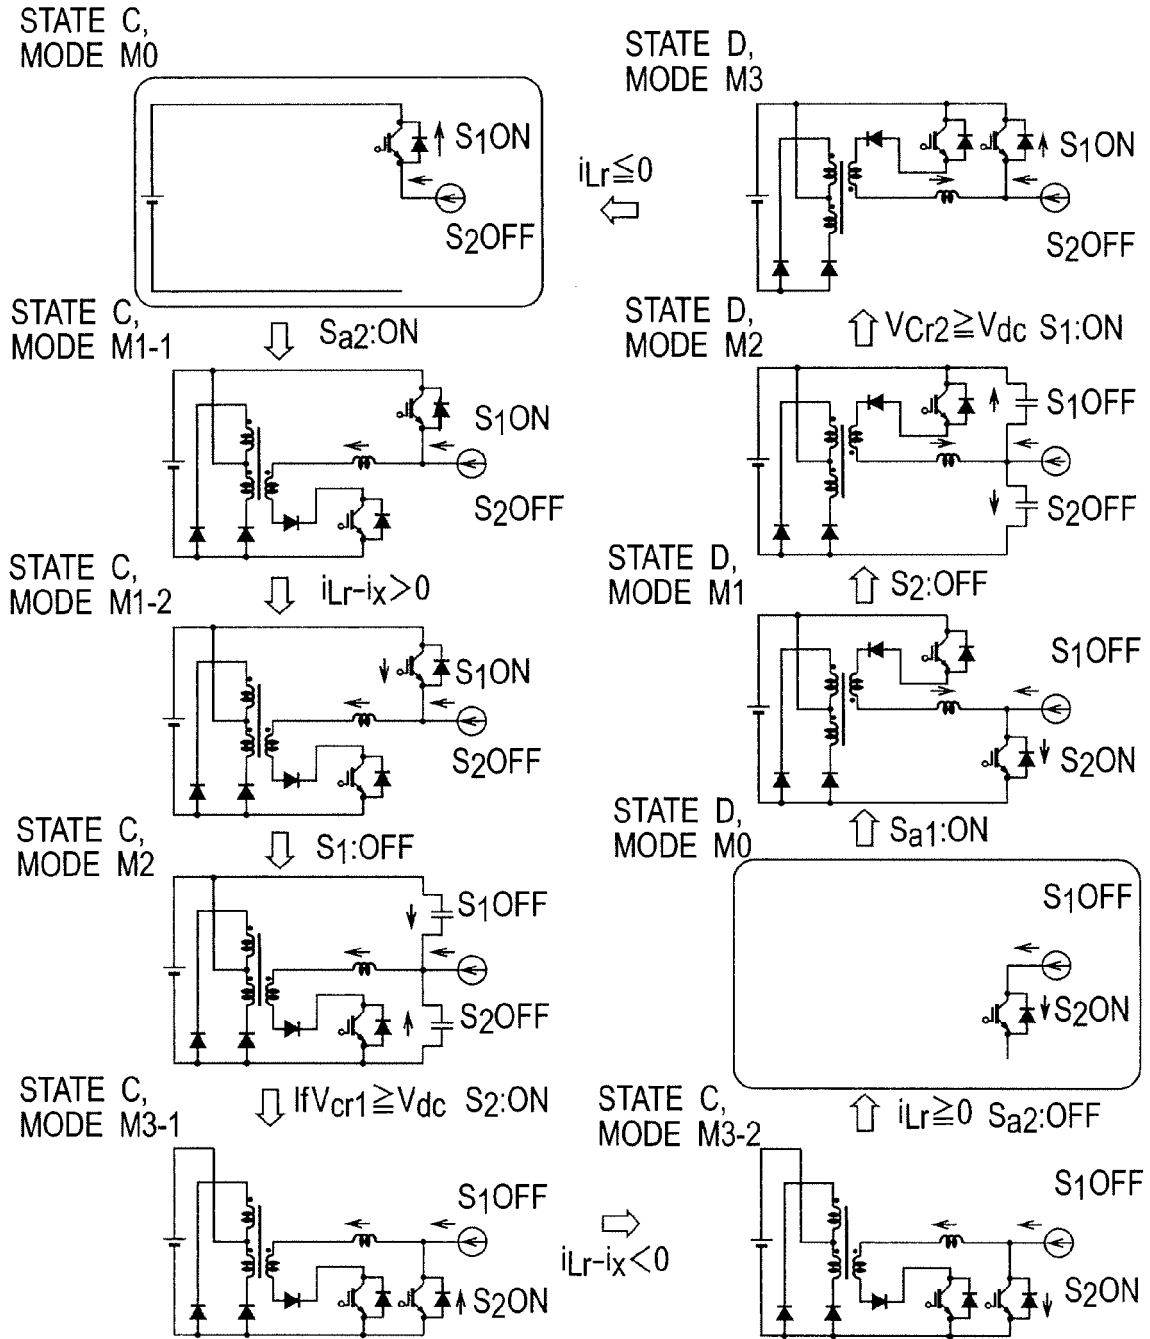 STATE C,
MODE M0
S1ON
S2OFF
Sa2:ON
STATE C,
MODE M1-1
S1ON
S2OFF
iLr-ix>0
STATE C,
MODE M1-2
S1ON
S2OFF
S1:OFF
STATE C,
MODE M2
S1OFF
S2OFF
IfVcr1≧Vdc S2:ON
STATE C,
MODE M3-1
S1OFF
S2ON
iLr-ix<0
STATE C,
MODE M3-2
S1OFF
S2ON
iLr≧0 Sa2:OFF
STATE D,
MODE M0
S1OFF
S2ON
Sa1:ON
STATE D,
MODE M1
S1OFF
S2ON
S2:OFF
STATE D,
MODE M2
S1OFF
S2OFF
VCr2≧Vdc S1:ON
STATE D,
MODE M3
S1ON
S2OFF
iLr≦0